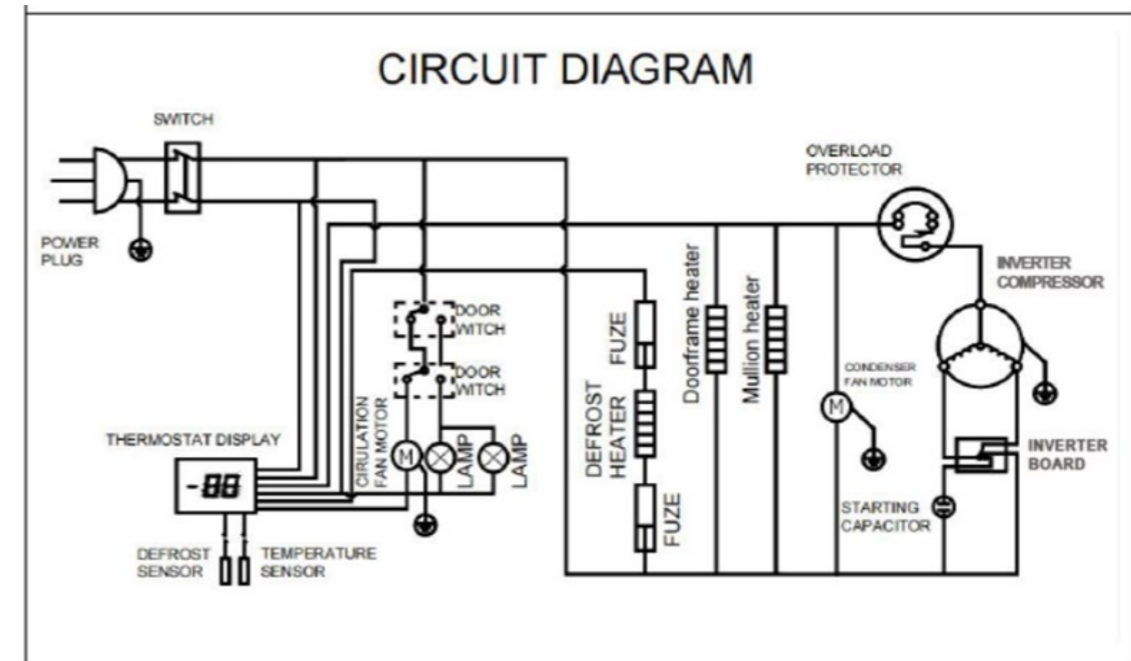 CIRCUIT DIAGRAM
SWITCH
OVERLOAD
PROTECTOR
POWER
PLUG
INVERTER
COMPRESSOR
DOOR
WITCH
FUZE
Doorframe heater
Mullion heater
DOOR
WITCH
CONDENSER
FAN MOTOR
M
CIRULATION
FAN MOTOR
DEFROST
HEATER
THERMOSTAT DISPLAY
M
LAMP
LAMP
INVERTER
BOARD
-88
FUZE
STARTING
CAPACITOR
DEFROST
SENSOR
TEMPERATURE
SENSOR